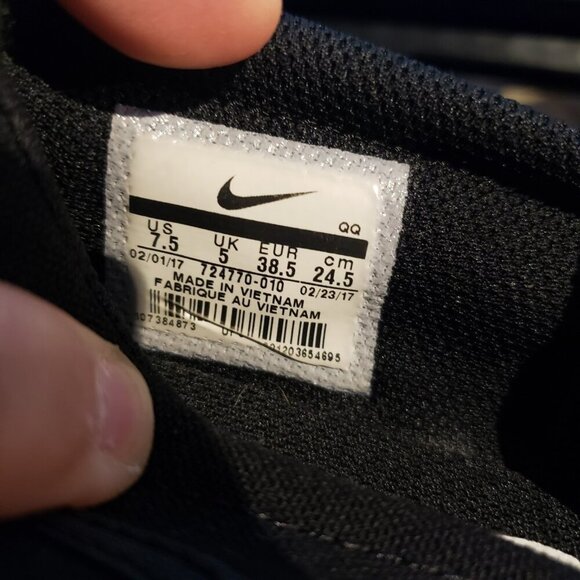 QQ
US UK EUR cm
7.5 5 38.5 24.5
02/01/17 724770-010 02/23/17
MADE IN VIETNAM
FABRIQUE AU VIETNAM